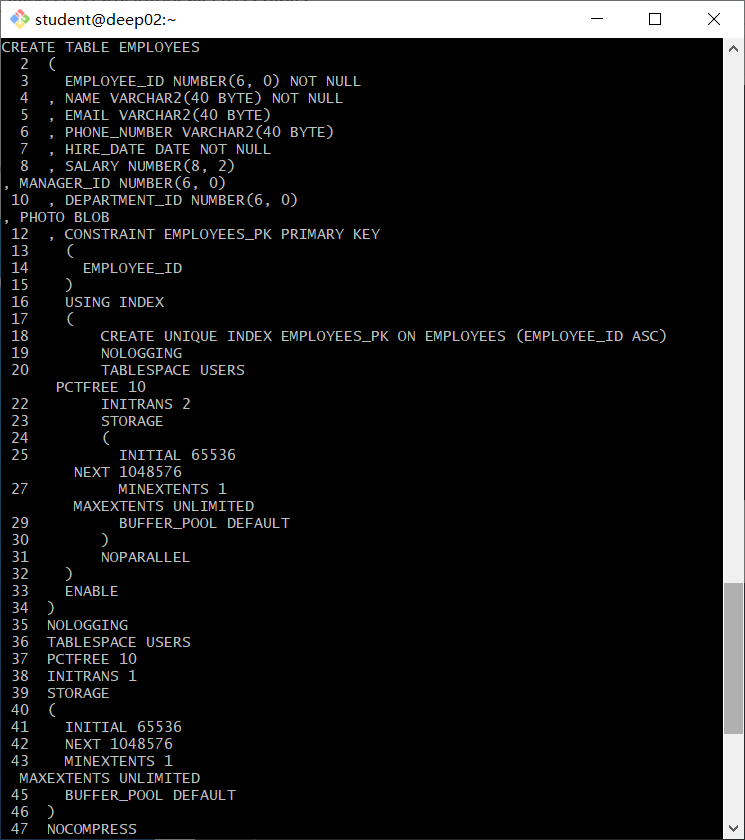 student@deep02:~
CREATE TABLE EMPLOYEES
  2  (
  3    EMPLOYEE_ID NUMBER(6, 0) NOT NULL
  4  , NAME VARCHAR2(40 BYTE) NOT NULL
  5  , EMAIL VARCHAR2(40 BYTE)
  6  , PHONE_NUMBER VARCHAR2(40 BYTE)
  7  , HIRE_DATE DATE NOT NULL
  8  , SALARY NUMBER(8, 2)
, MANAGER_ID NUMBER(6, 0)
 10  , DEPARTMENT_ID NUMBER(6, 0)
, PHOTO BLOB
 12  , CONSTRAINT EMPLOYEES_PK PRIMARY KEY
 13    (
 14      EMPLOYEE_ID
 15    )
 16    USING INDEX
 17    (
 18        CREATE UNIQUE INDEX EMPLOYEES_PK ON EMPLOYEES (EMPLOYEE_ID ASC)
 19        NOLOGGING
 20        TABLESPACE USERS
      PCTFREE 10
 22        INITRANS 2
 23        STORAGE
 24        (
 25          INITIAL 65536
        NEXT 1048576
 27          MINEXTENTS 1
        MAXEXTENTS UNLIMITED
 29          BUFFER_POOL DEFAULT
 30        )
 31        NOPARALLEL
 32    )
 33    ENABLE
 34  )
 35  NOLOGGING
 36  TABLESPACE USERS
 37  PCTFREE 10
 38  INITRANS 1
 39  STORAGE
 40  (
 41    INITIAL 65536
 42    NEXT 1048576
 43    MINEXTENTS 1
  MAXEXTENTS UNLIMITED
 45    BUFFER_POOL DEFAULT
 46  )
 47  NOCOMPRESS